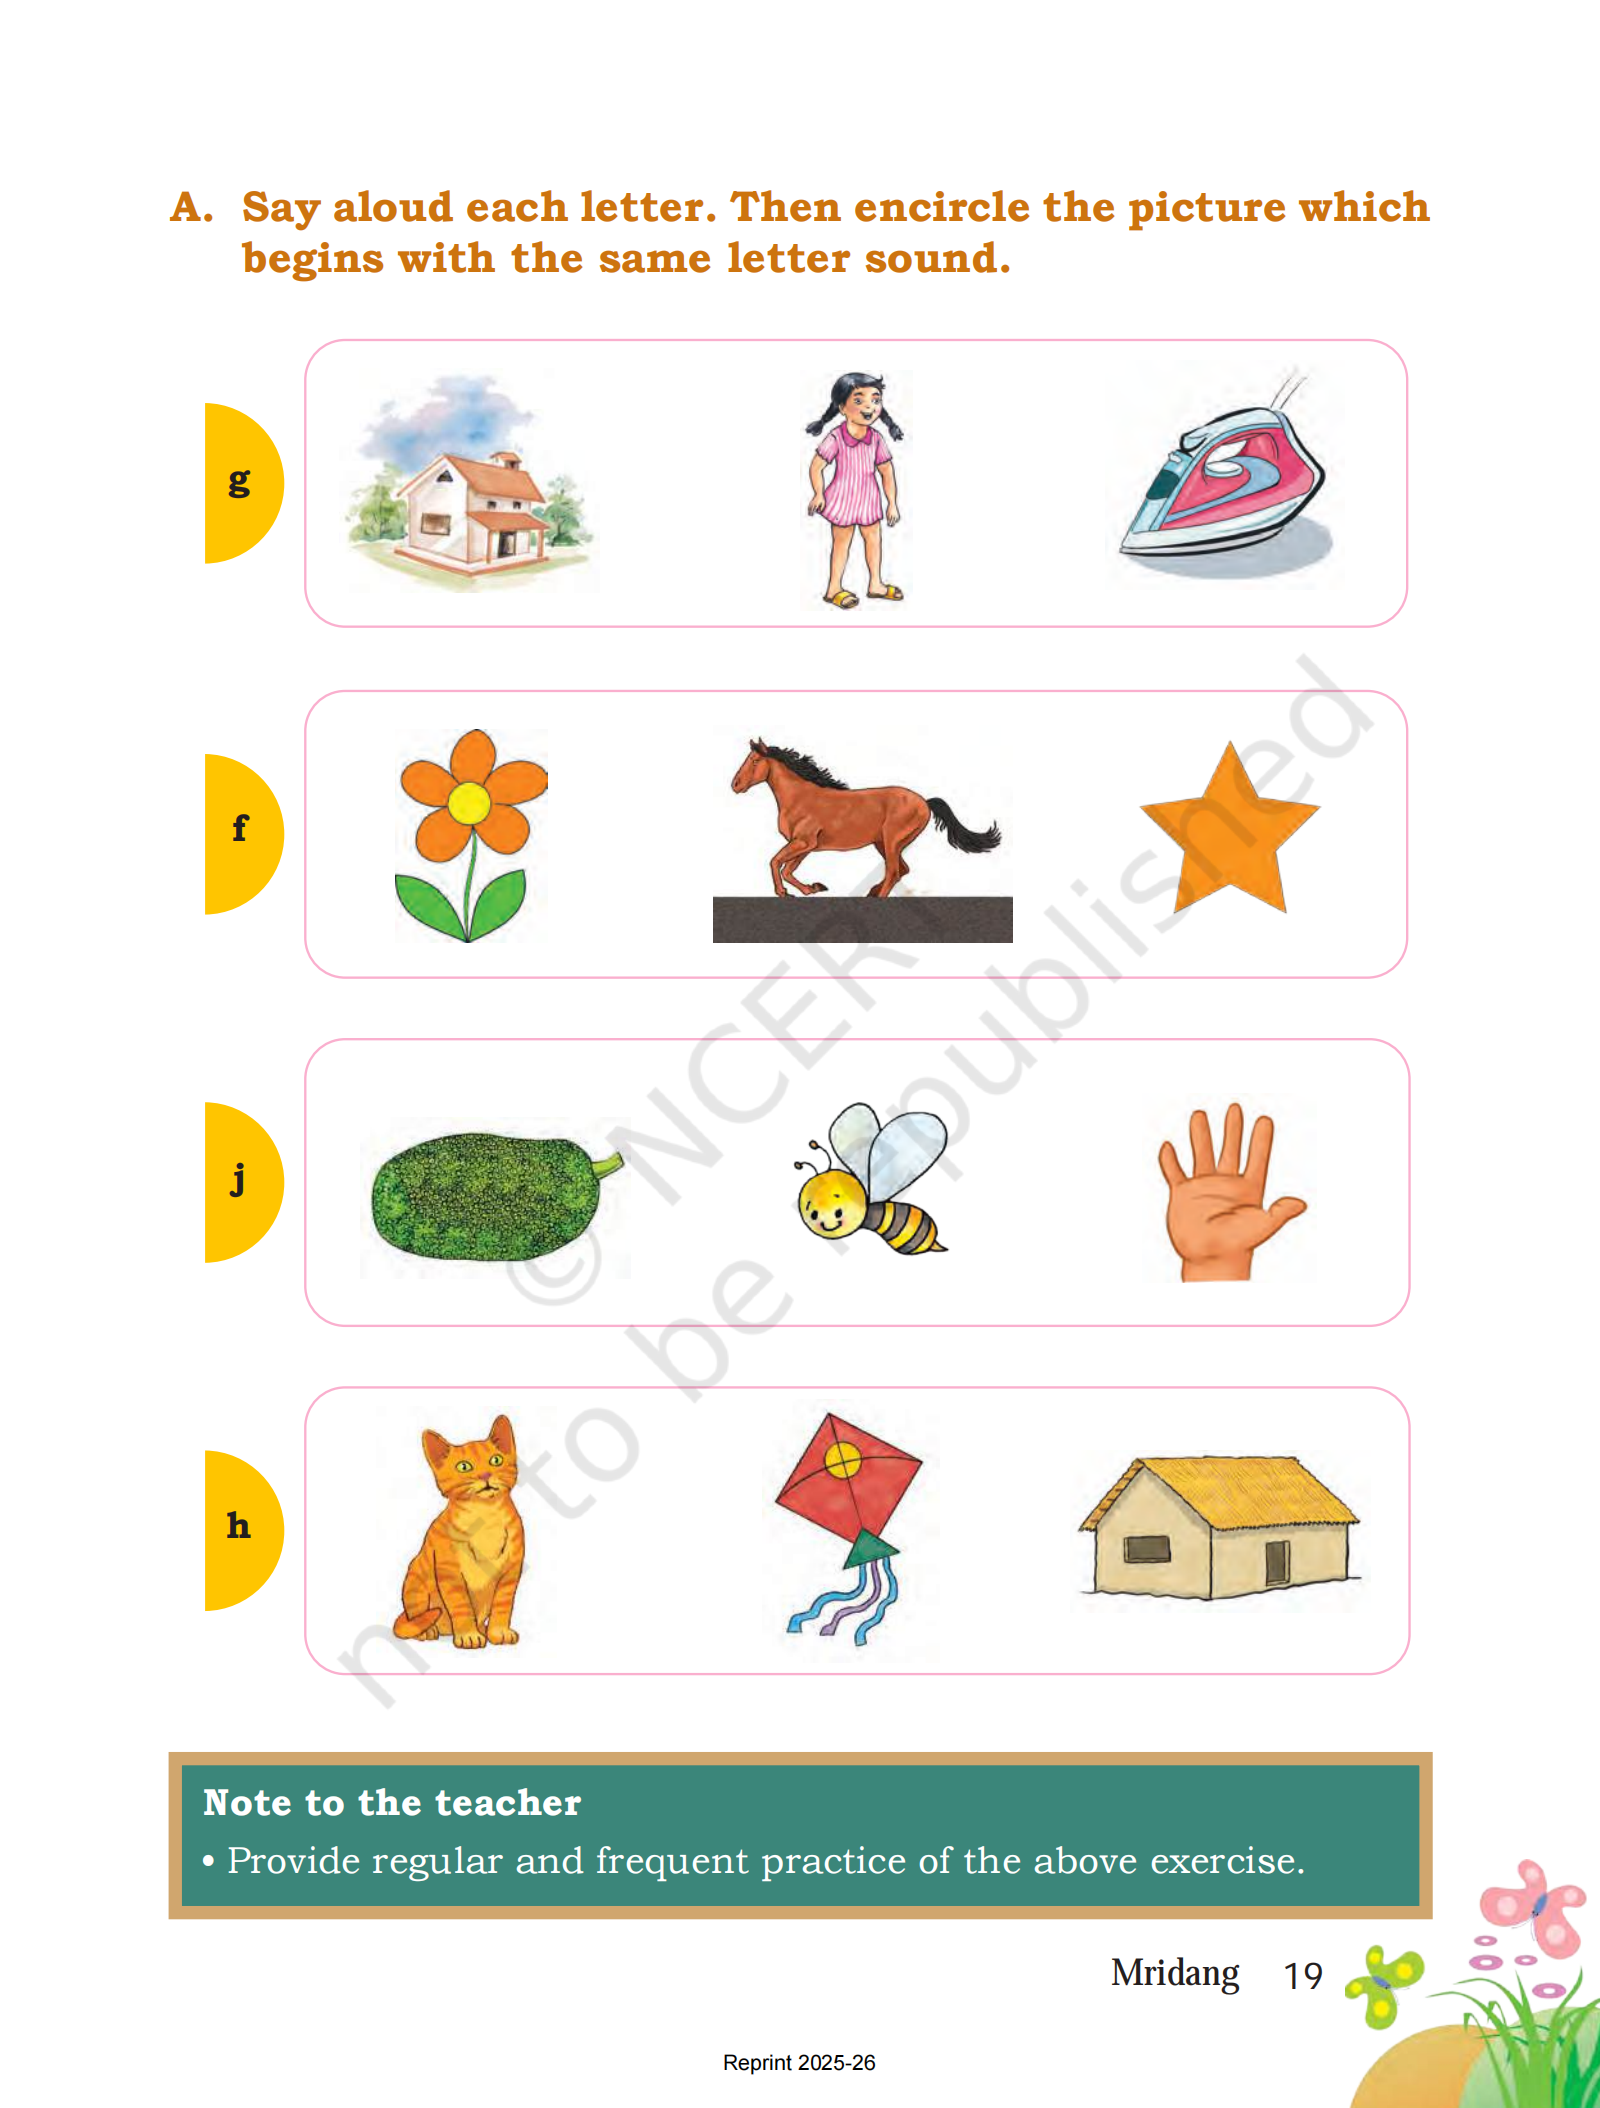 A. Say aloud each letter. Then encircle the picture which
begins with the same letter sound.
g
f
j
h
© NCERT
not to be republished
Note to the teacher
• Provide regular and frequent practice of the above exercise.
Mridang 19
Reprint 2025-26